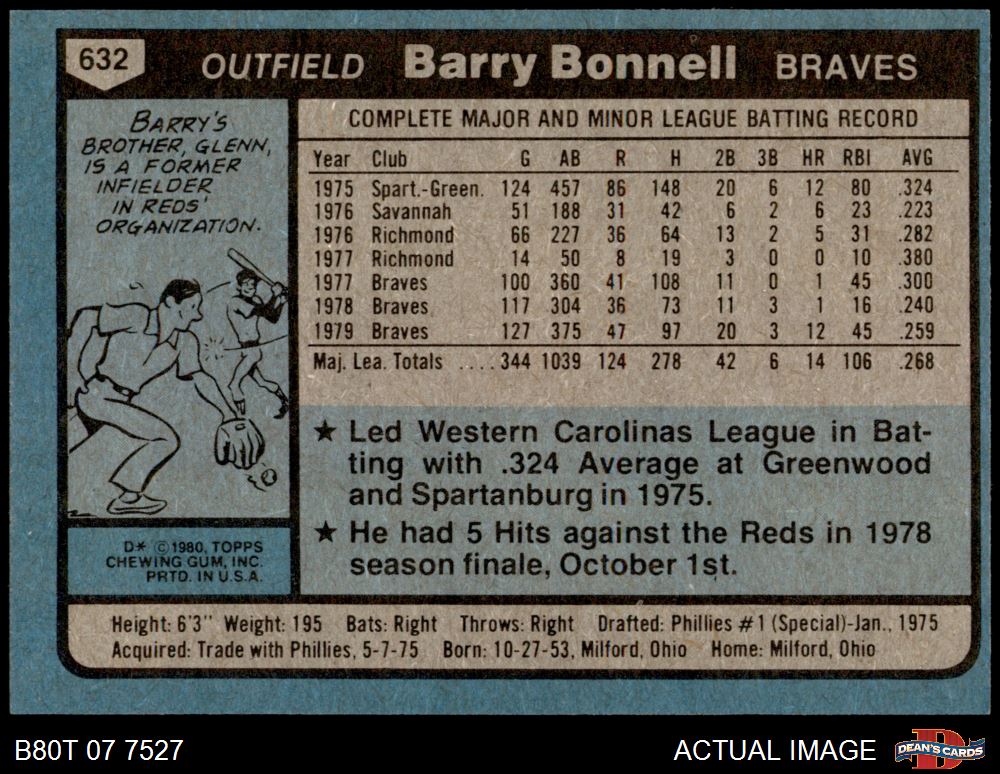 632 OUTFIELD Barry Bonnell BRAVES
BARRY'S
BROTHER, GLENN,
IS A FORMER
INFIELDER
IN REDS'
ORGANIZATION.
D* © 1980, TOPPS
CHEWING GUM, INC.
PRTD. IN U.S.A.
COMPLETE MAJOR AND MINOR LEAGUE BATTING RECORD
Year Club G AB R H 2B 3B HR RBI AVG
1975 Spart.-Green. 124 457 86 148 20 6 12 80 .324
1976 Savannah 51 188 31 42 6 2 6 23 .223
1976 Richmond 66 227 36 64 13 2 5 31 .282
1977 Richmond 14 50 8 19 3 0 0 10 .380
1977 Braves 100 360 41 108 11 0 1 45 .300
1978 Braves 117 304 36 73 11 3 1 16 .240
1979 Braves 127 375 47 97 20 3 12 45 .259
Maj. Lea. Totals .... 344 1039 124 278 42 6 14 106 .268
★ Led Western Carolinas League in Bat-
ting with .324 Average at Greenwood
and Spartanburg in 1975.
★ He had 5 Hits against the Reds in 1978
season finale, October 1st.
Height: 6'3" Weight: 195 Bats: Right Throws: Right Drafted: Phillies #1 (Special)-Jan., 1975
Acquired: Trade with Phillies, 5-7-75 Born: 10-27-53, Milford, Ohio Home: Milford, Ohio
B80T 07 7527 ACTUAL IMAGE D DEAN'S CARDS